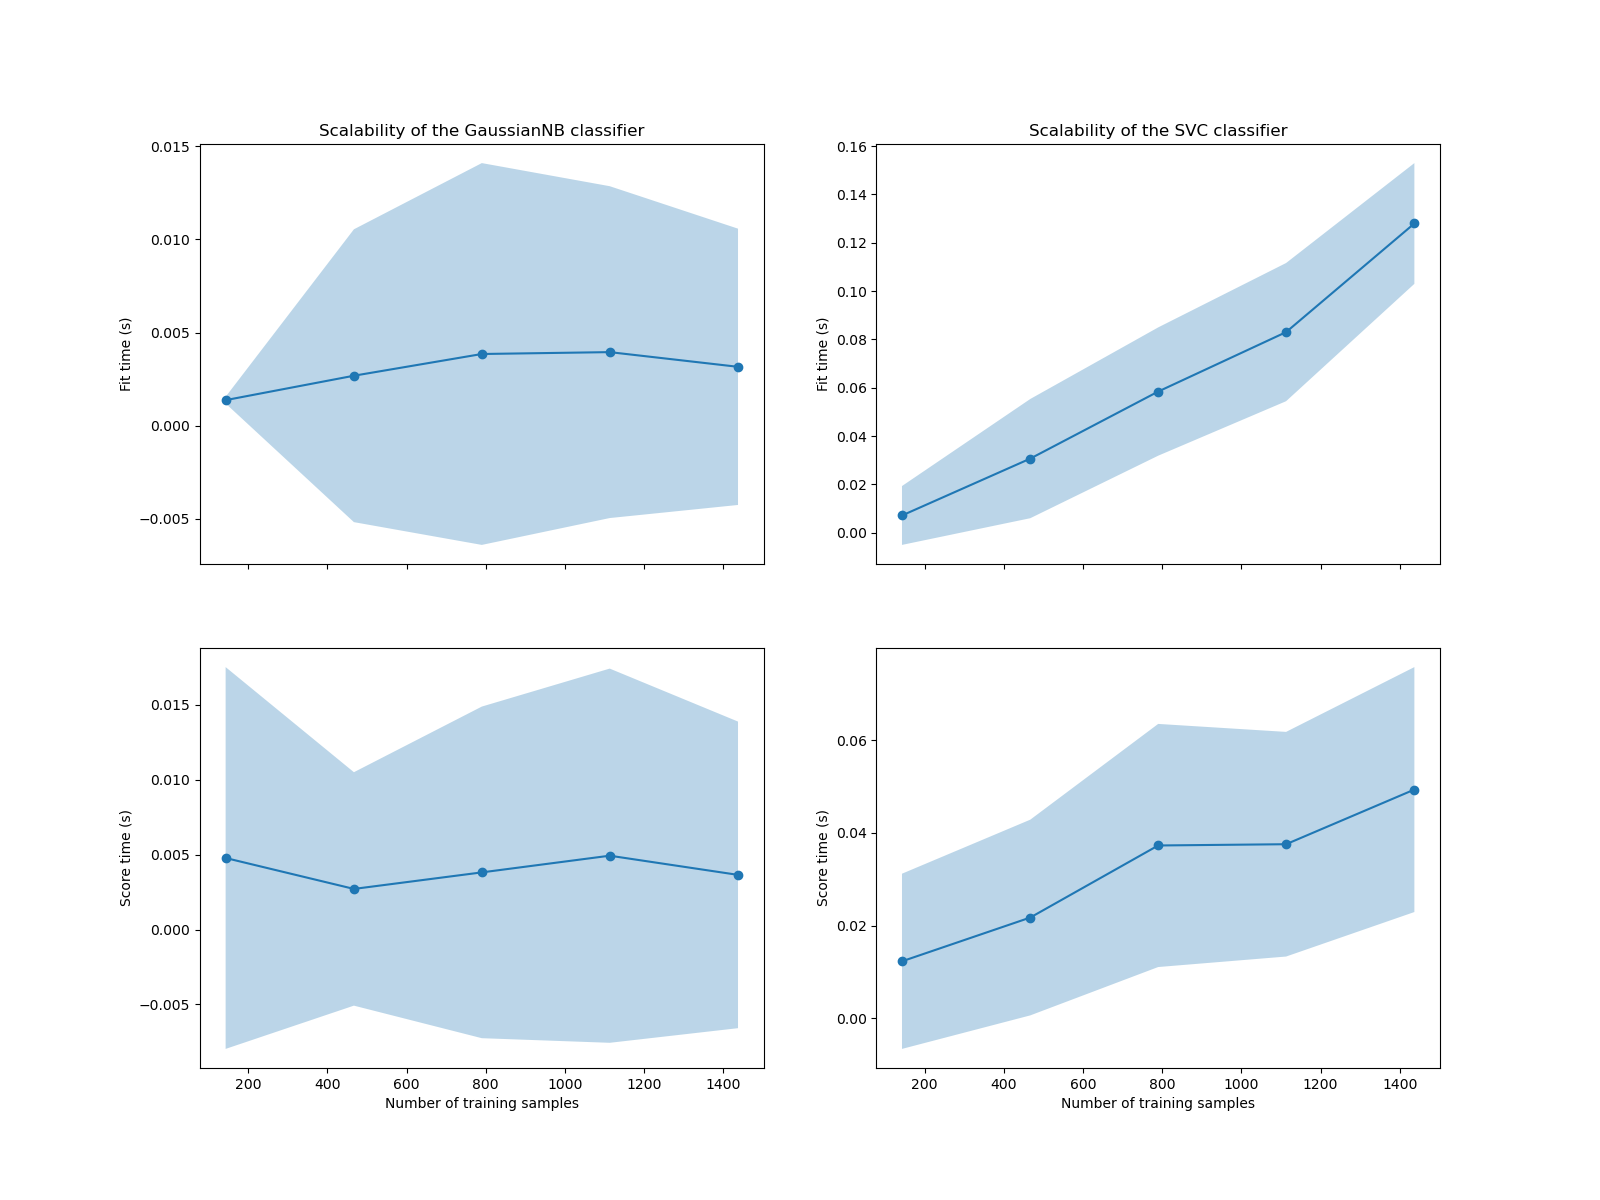 Scalability of the GaussianNB classifier
0.015
0.010
0.005
0.000
−0.005
Fit time (s)
Scalability of the SVC classifier
0.16
0.14
0.12
0.10
0.08
0.06
0.04
0.02
0.00
Fit time (s)
0.015
0.010
0.005
0.000
−0.005
Score time (s)
200 400 600 800 1000 1200 1400
Number of training samples
0.06
0.04
0.02
0.00
Score time (s)
200 400 600 800 1000 1200 1400
Number of training samples